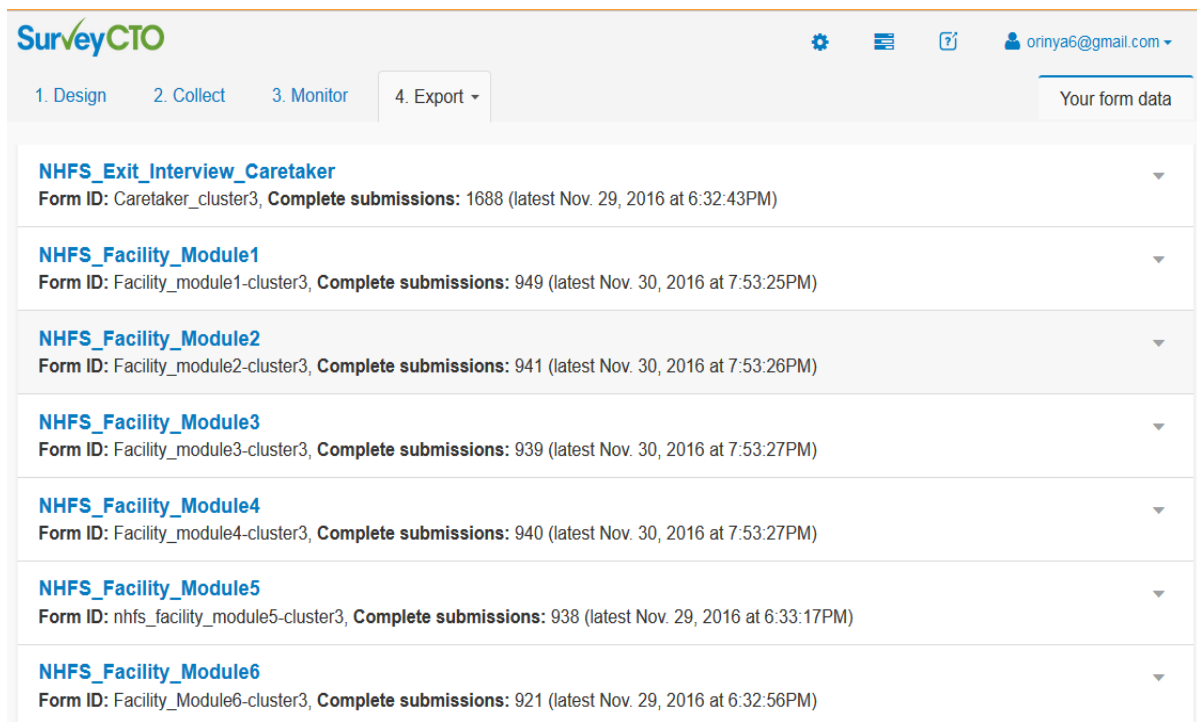 SurveyCTO
orinya6@gmail.com
1. Design 2. Collect 3. Monitor 4. Export Your form data
NHFS_Exit_Interview_Caretaker
Form ID: Caretaker_cluster3, Complete submissions: 1688 (latest Nov. 29, 2016 at 6:32:43PM)
NHFS_Facility_Module1
Form ID: Facility_module1-cluster3, Complete submissions: 949 (latest Nov. 30, 2016 at 7:53:25PM)
NHFS_Facility_Module2
Form ID: Facility_module2-cluster3, Complete submissions: 941 (latest Nov. 30, 2016 at 7:53:26PM)
NHFS_Facility_Module3
Form ID: Facility_module3-cluster3, Complete submissions: 939 (latest Nov. 30, 2016 at 7:53:27PM)
NHFS_Facility_Module4
Form ID: Facility_module4-cluster3, Complete submissions: 940 (latest Nov. 30, 2016 at 7:53:27PM)
NHFS_Facility_Module5
Form ID: nhfs_facility_module5-cluster3, Complete submissions: 938 (latest Nov. 29, 2016 at 6:33:17PM)
NHFS_Facility_Module6
Form ID: Facility_Module6-cluster3, Complete submissions: 921 (latest Nov. 29, 2016 at 6:32:56PM)